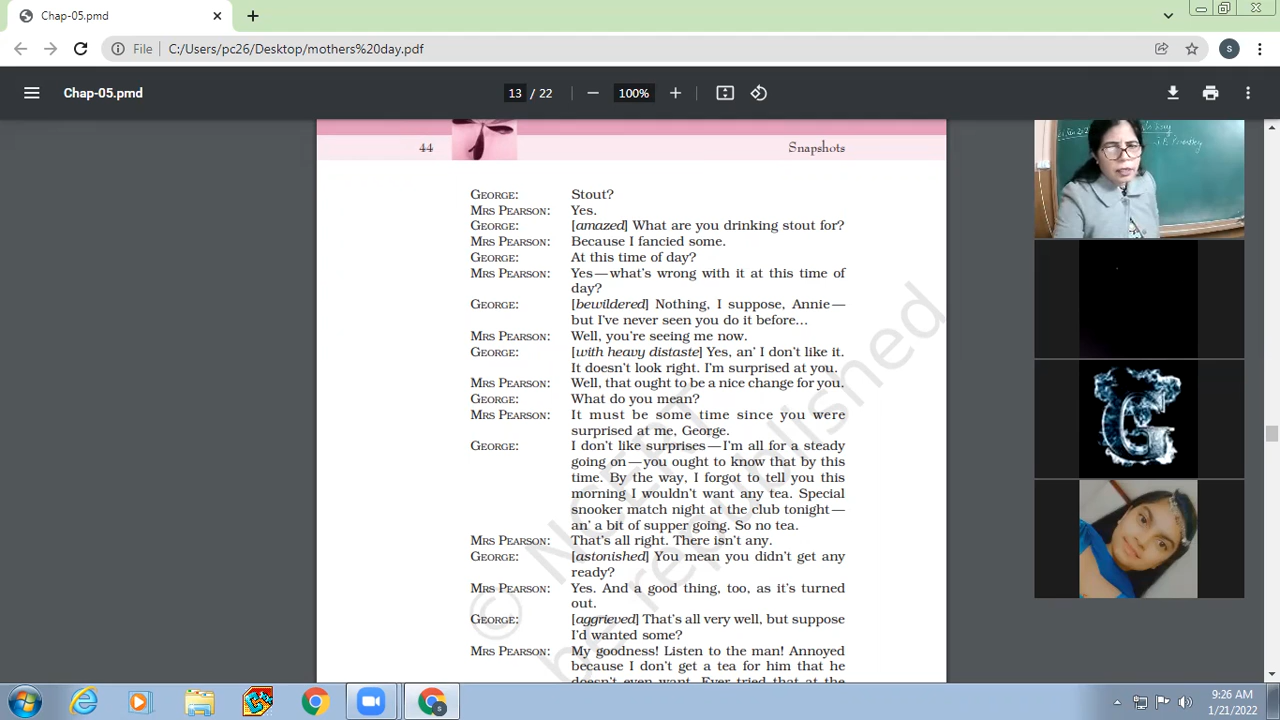 Chap-05.pmd
File
C:/Users/pc26/Desktop/mothers%20day.pdf
S
Chap-05.pmd
13 / 22
100%
44
Snapshots
GEORGE: Stout?
MRS PEARSON: Yes.
GEORGE: [amazed] What are you drinking stout for?
MRS PEARSON: Because I fancied some.
GEORGE: At this time of day?
MRS PEARSON: Yes—what's wrong with it at this time of
day?
GEORGE: [bewildered] Nothing, I suppose, Annie—
but I've never seen you do it before...
MRS PEARSON: Well, you're seeing me now.
GEORGE: [with heavy distaste] Yes, an' I don't like it.
It doesn't look right. I'm surprised at you.
MRS PEARSON: Well, that ought to be a nice change for you.
GEORGE: What do you mean?
MRS PEARSON: It must be some time since you were
surprised at me, George.
GEORGE: I don't like surprises—I'm all for a steady
going on—you ought to know that by this
time. By the way, I forgot to tell you this
morning I wouldn't want any tea. Special
snooker match night at the club tonight—
an' a bit of supper going. So no tea.
MRS PEARSON: That's all right. There isn't any.
GEORGE: [astonished] You mean you didn't get any
ready?
MRS PEARSON: Yes. And a good thing, too, as it's turned
out.
GEORGE: [aggrieved] That's all very well, but suppose
I'd wanted some?
MRS PEARSON: My goodness! Listen to the man! Annoyed
because I don't get a tea for him that he
doesn't even want. Ever tried that at the
© NCERT
be republished
G
9:26 AM
1/21/2022